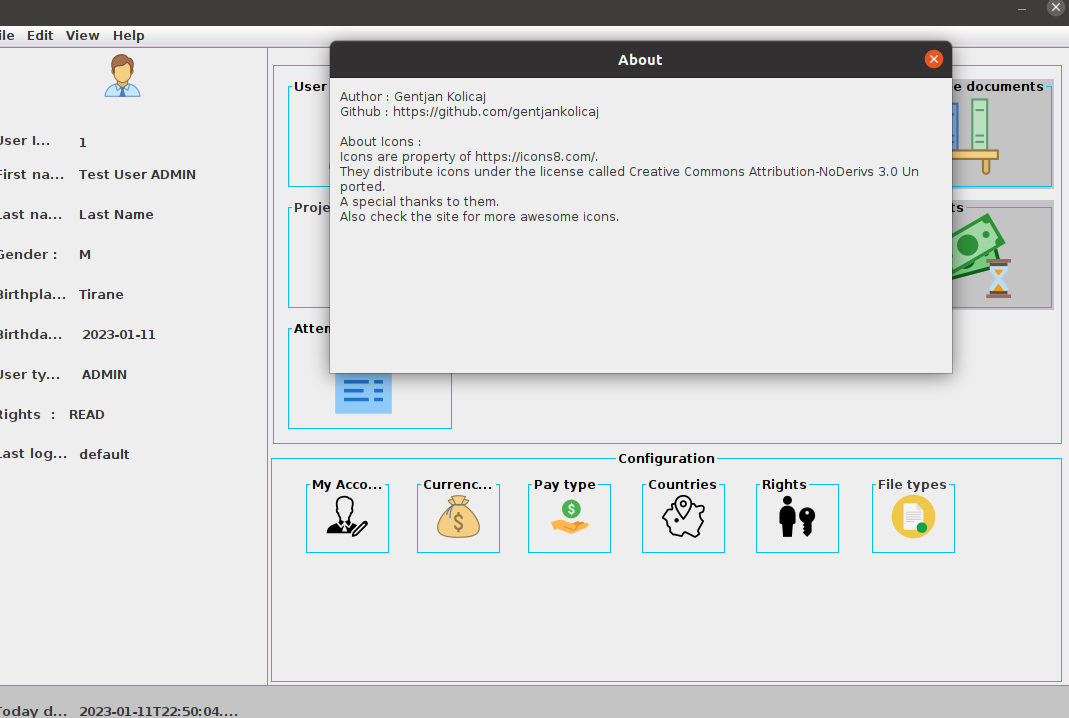 ile Edit View Help
About
Author : Gentjan Kolicaj
Github : https://github.com/gentjankolicaj
About Icons :
Icons are property of https://icons8.com/.
They distribute icons under the license called Creative Commons Attribution-NoDerivs 3.0 Un
ported.
A special thanks to them.
Also check the site for more awesome icons.
User I... 1
First na... Test User ADMIN
Last na... Last Name
Gender : M
Birthpla... Tirane
Birthda... 2023-01-11
User ty... ADMIN
Rights : READ
Last log... default
User
e documents
Proje
ts
Atten
Configuration
My Acco...
Currenc...
Pay type
Countries
Rights
File types
Today d... 2023-01-11T22:50:04....